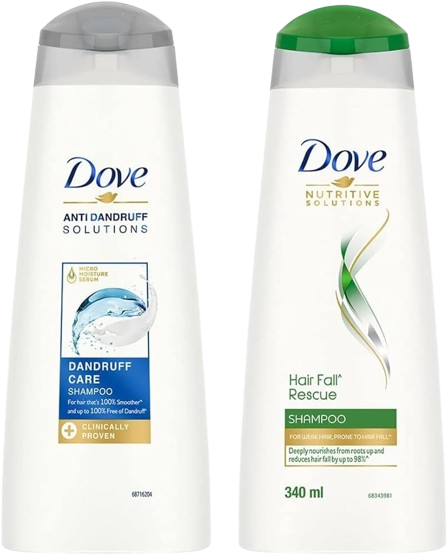 Dove
ANTI DANDRUFF
SOLUTIONS
MICRO
MOISTURE
SERUM
DANDRUFF
CARE
SHAMPOO
For hair that's 100% Smoother^
and up to 100% Free of Dandruff*
CLINICALLY
PROVEN
68716204
Dove
NUTRITIVE
SOLUTIONS
Hair Fall^
Rescue
SHAMPOO
FOR WEAK HAIR, PRONE TO HAIR FALL^
Deeply nourishes from roots up and
reduces hair fall by up to 98%^
340 ml
68343981